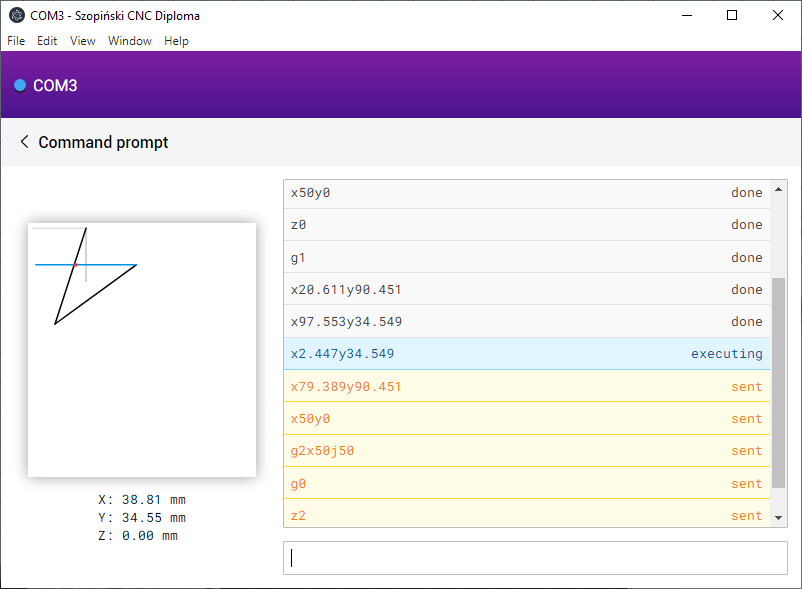 COM3 - Szopiński CNC Diploma
File Edit View Window Help
COM3
Command prompt
x50y0 done
z0 done
g1 done
x20.611y90.451 done
x97.553y34.549 done
x2.447y34.549 executing
x79.389y90.451 sent
x50y0 sent
g2x50j50 sent
g0 sent
z2 sent
X: 38.81 mm
Y: 34.55 mm
Z: 0.00 mm